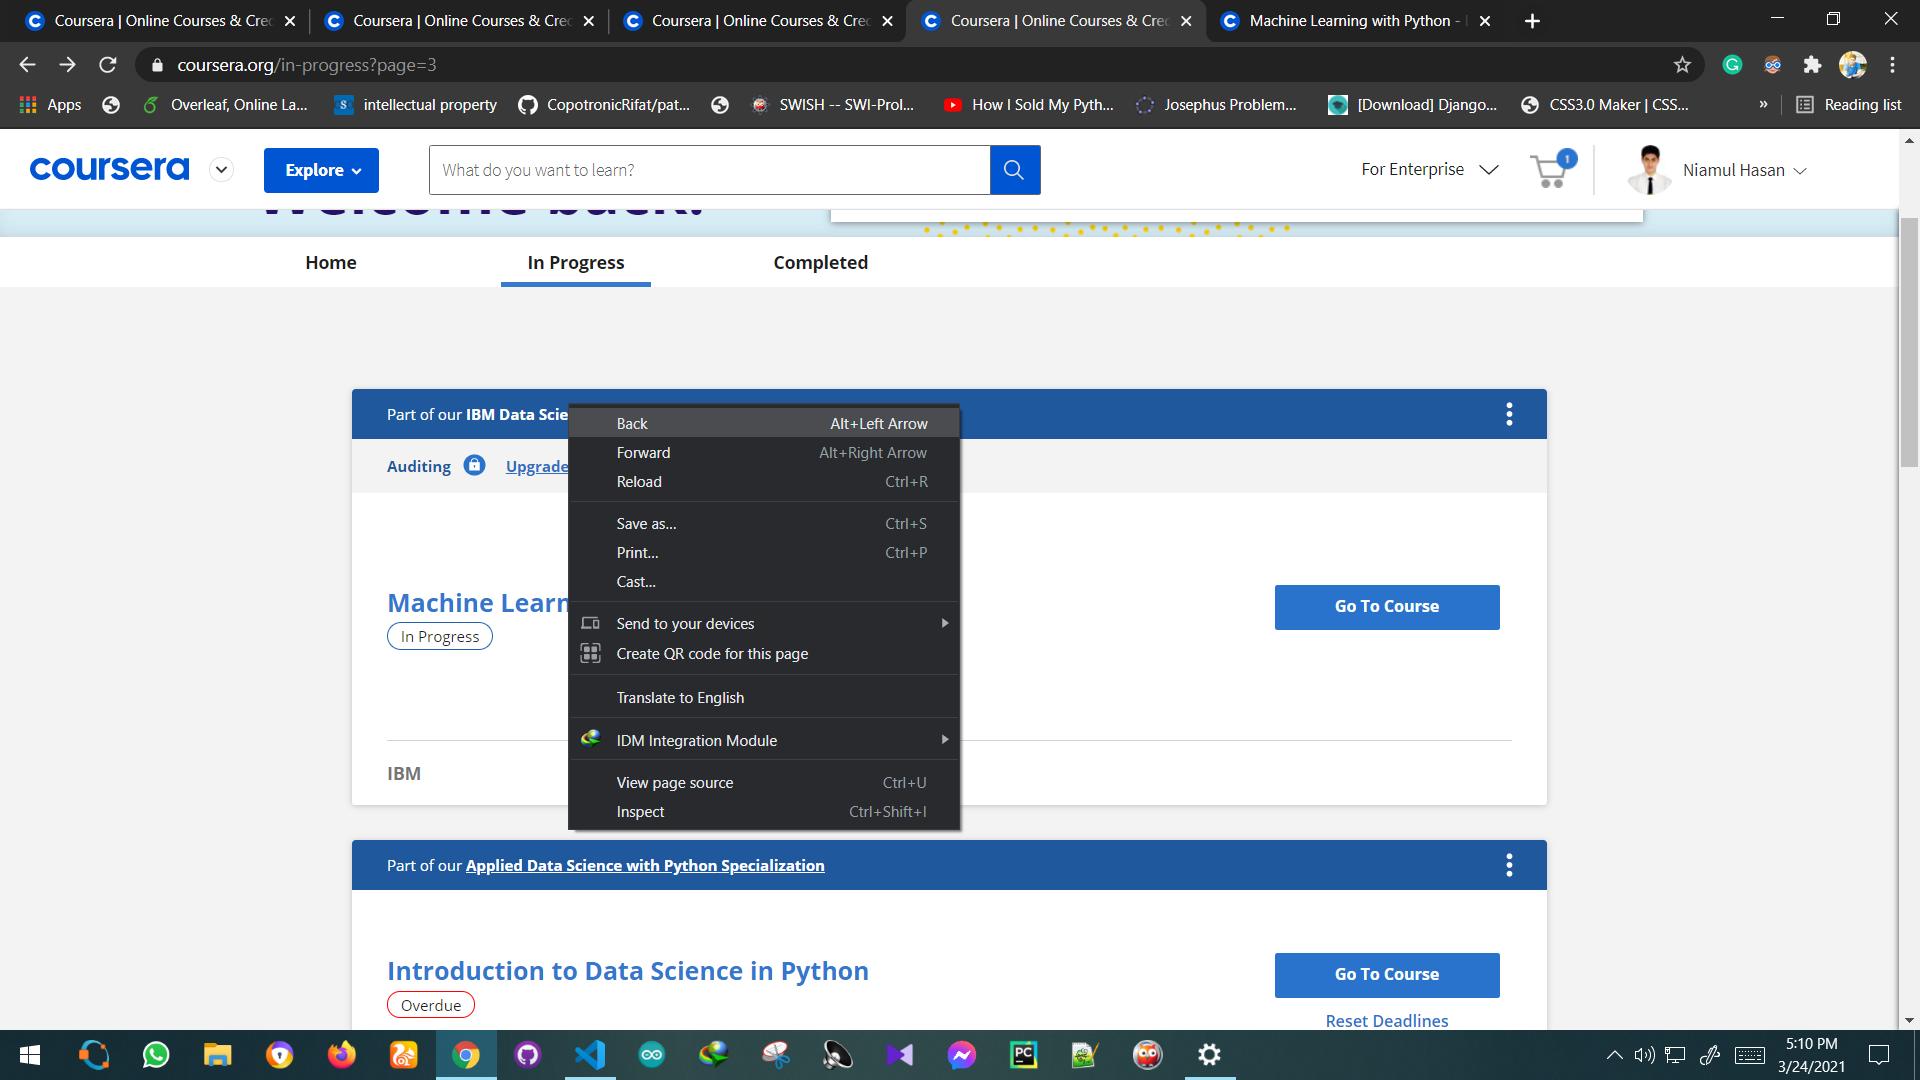 Coursera | Online Courses & Cre
Coursera | Online Courses & Cre
Coursera | Online Courses & Cre
Coursera | Online Courses & Cre
Machine Learning with Python -
coursera.org/in-progress?page=3
Apps
Overleaf, Online La...
intellectual property
CopotronicRifat/pat...
SWISH -- SWI-Prol...
How I Sold My Pyth...
Josephus Problem...
[Download] Django...
CSS3.0 Maker | CSS...
»
Reading list
coursera
Explore
What do you want to learn?
For Enterprise
1
Niamul Hasan
Welcome back!
Home
In Progress
Completed
Part of our IBM Data Scie
Auditing
Upgrade
Back Alt+Left Arrow
Forward Alt+Right Arrow
Reload Ctrl+R
Save as... Ctrl+S
Print... Ctrl+P
Cast...
Send to your devices
Create QR code for this page
Translate to English
IDM Integration Module
View page source Ctrl+U
Inspect Ctrl+Shift+I
Machine Learn
In Progress
Go To Course
IBM
Part of our Applied Data Science with Python Specialization
Introduction to Data Science in Python
Overdue
Go To Course
Reset Deadlines
PC
5:10 PM
3/24/2021